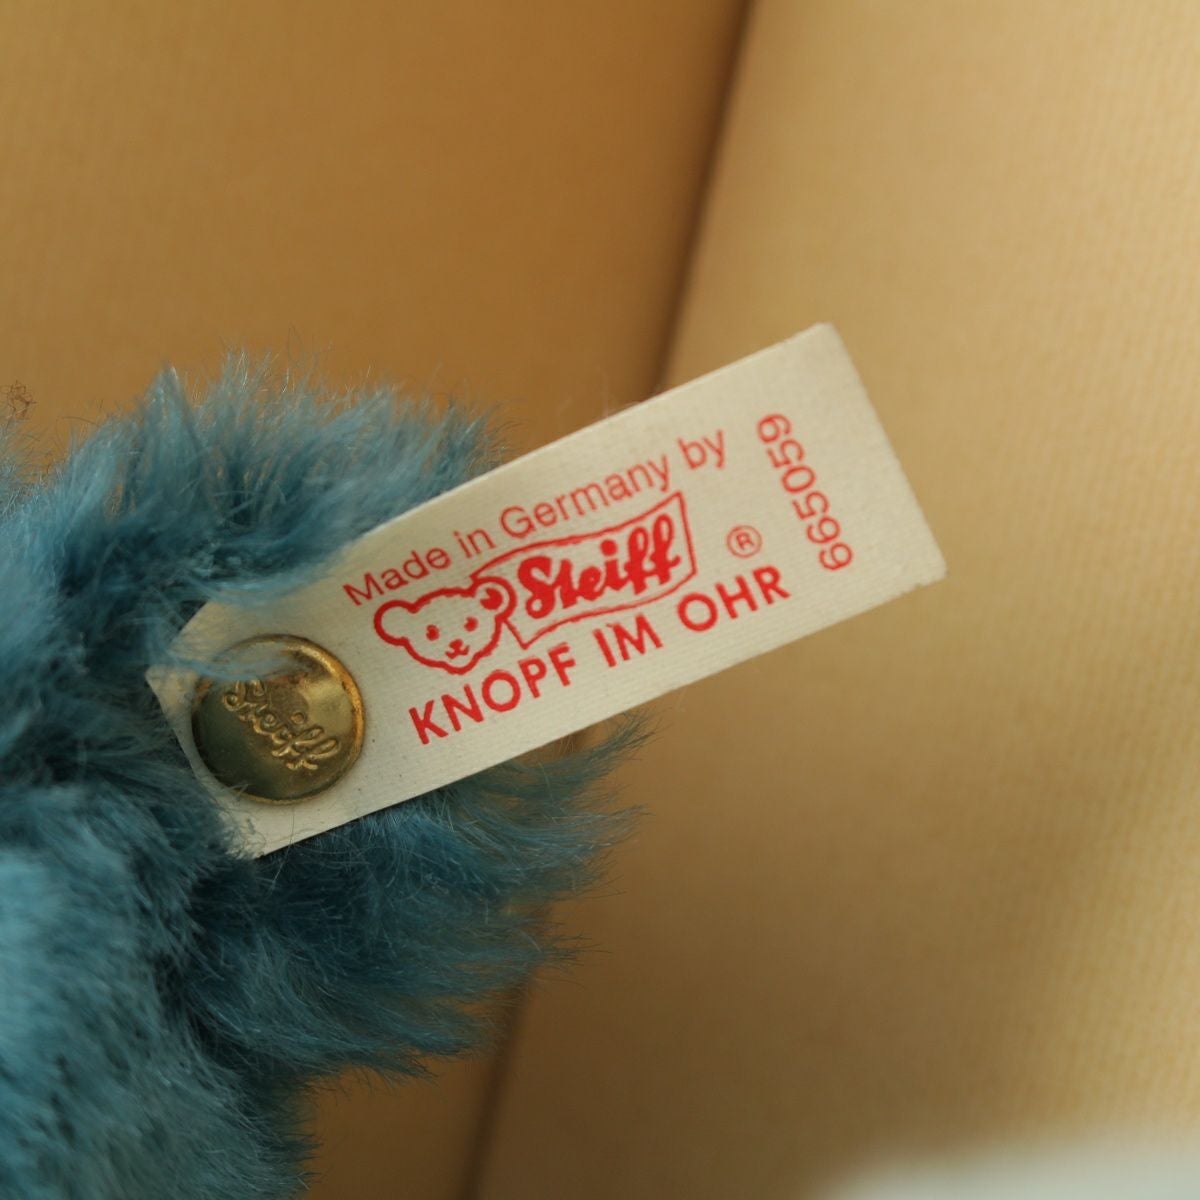 Made in Germany by
Steiff ®
KNOPF IM OHR
665059
Steiff